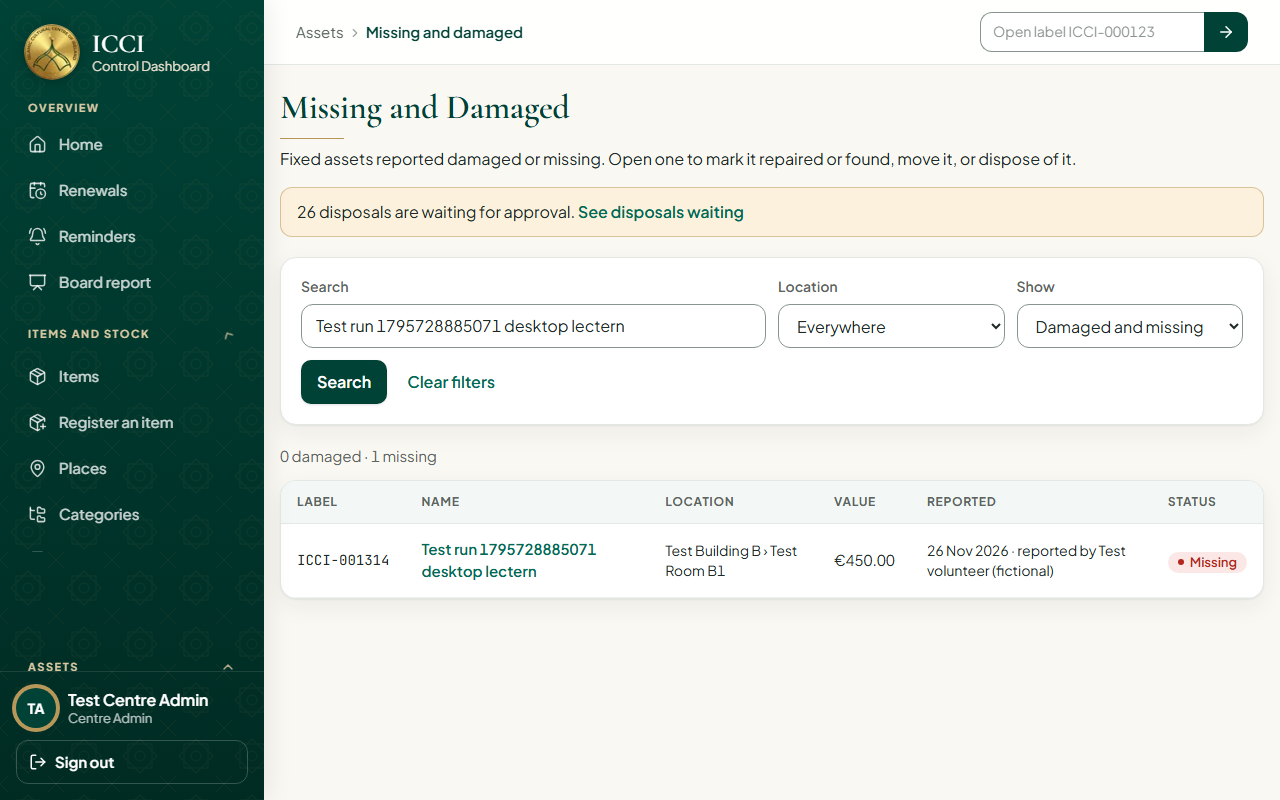 ICCI
Control Dashboard
OVERVIEW
Home
Renewals
Reminders
Board report
ITEMS AND STOCK
Items
Register an item
Places
Categories
ASSETS
TA
Test Centre Admin
Centre Admin
Sign out
Assets › Missing and damaged
Open label ICCI-000123
Missing and Damaged
Fixed assets reported damaged or missing. Open one to mark it repaired or found, move it, or dispose of it.
26 disposals are waiting for approval. See disposals waiting
Search
Location
Show
Test run 1795728885071 desktop lectern
Everywhere
Damaged and missing
Search
Clear filters
0 damaged · 1 missing
LABEL NAME LOCATION VALUE REPORTED STATUS
ICCI-001314
Test run 1795728885071
desktop lectern
Test Building B › Test
Room B1
€450.00
26 Nov 2026 · reported by Test
volunteer (fictional)
Missing